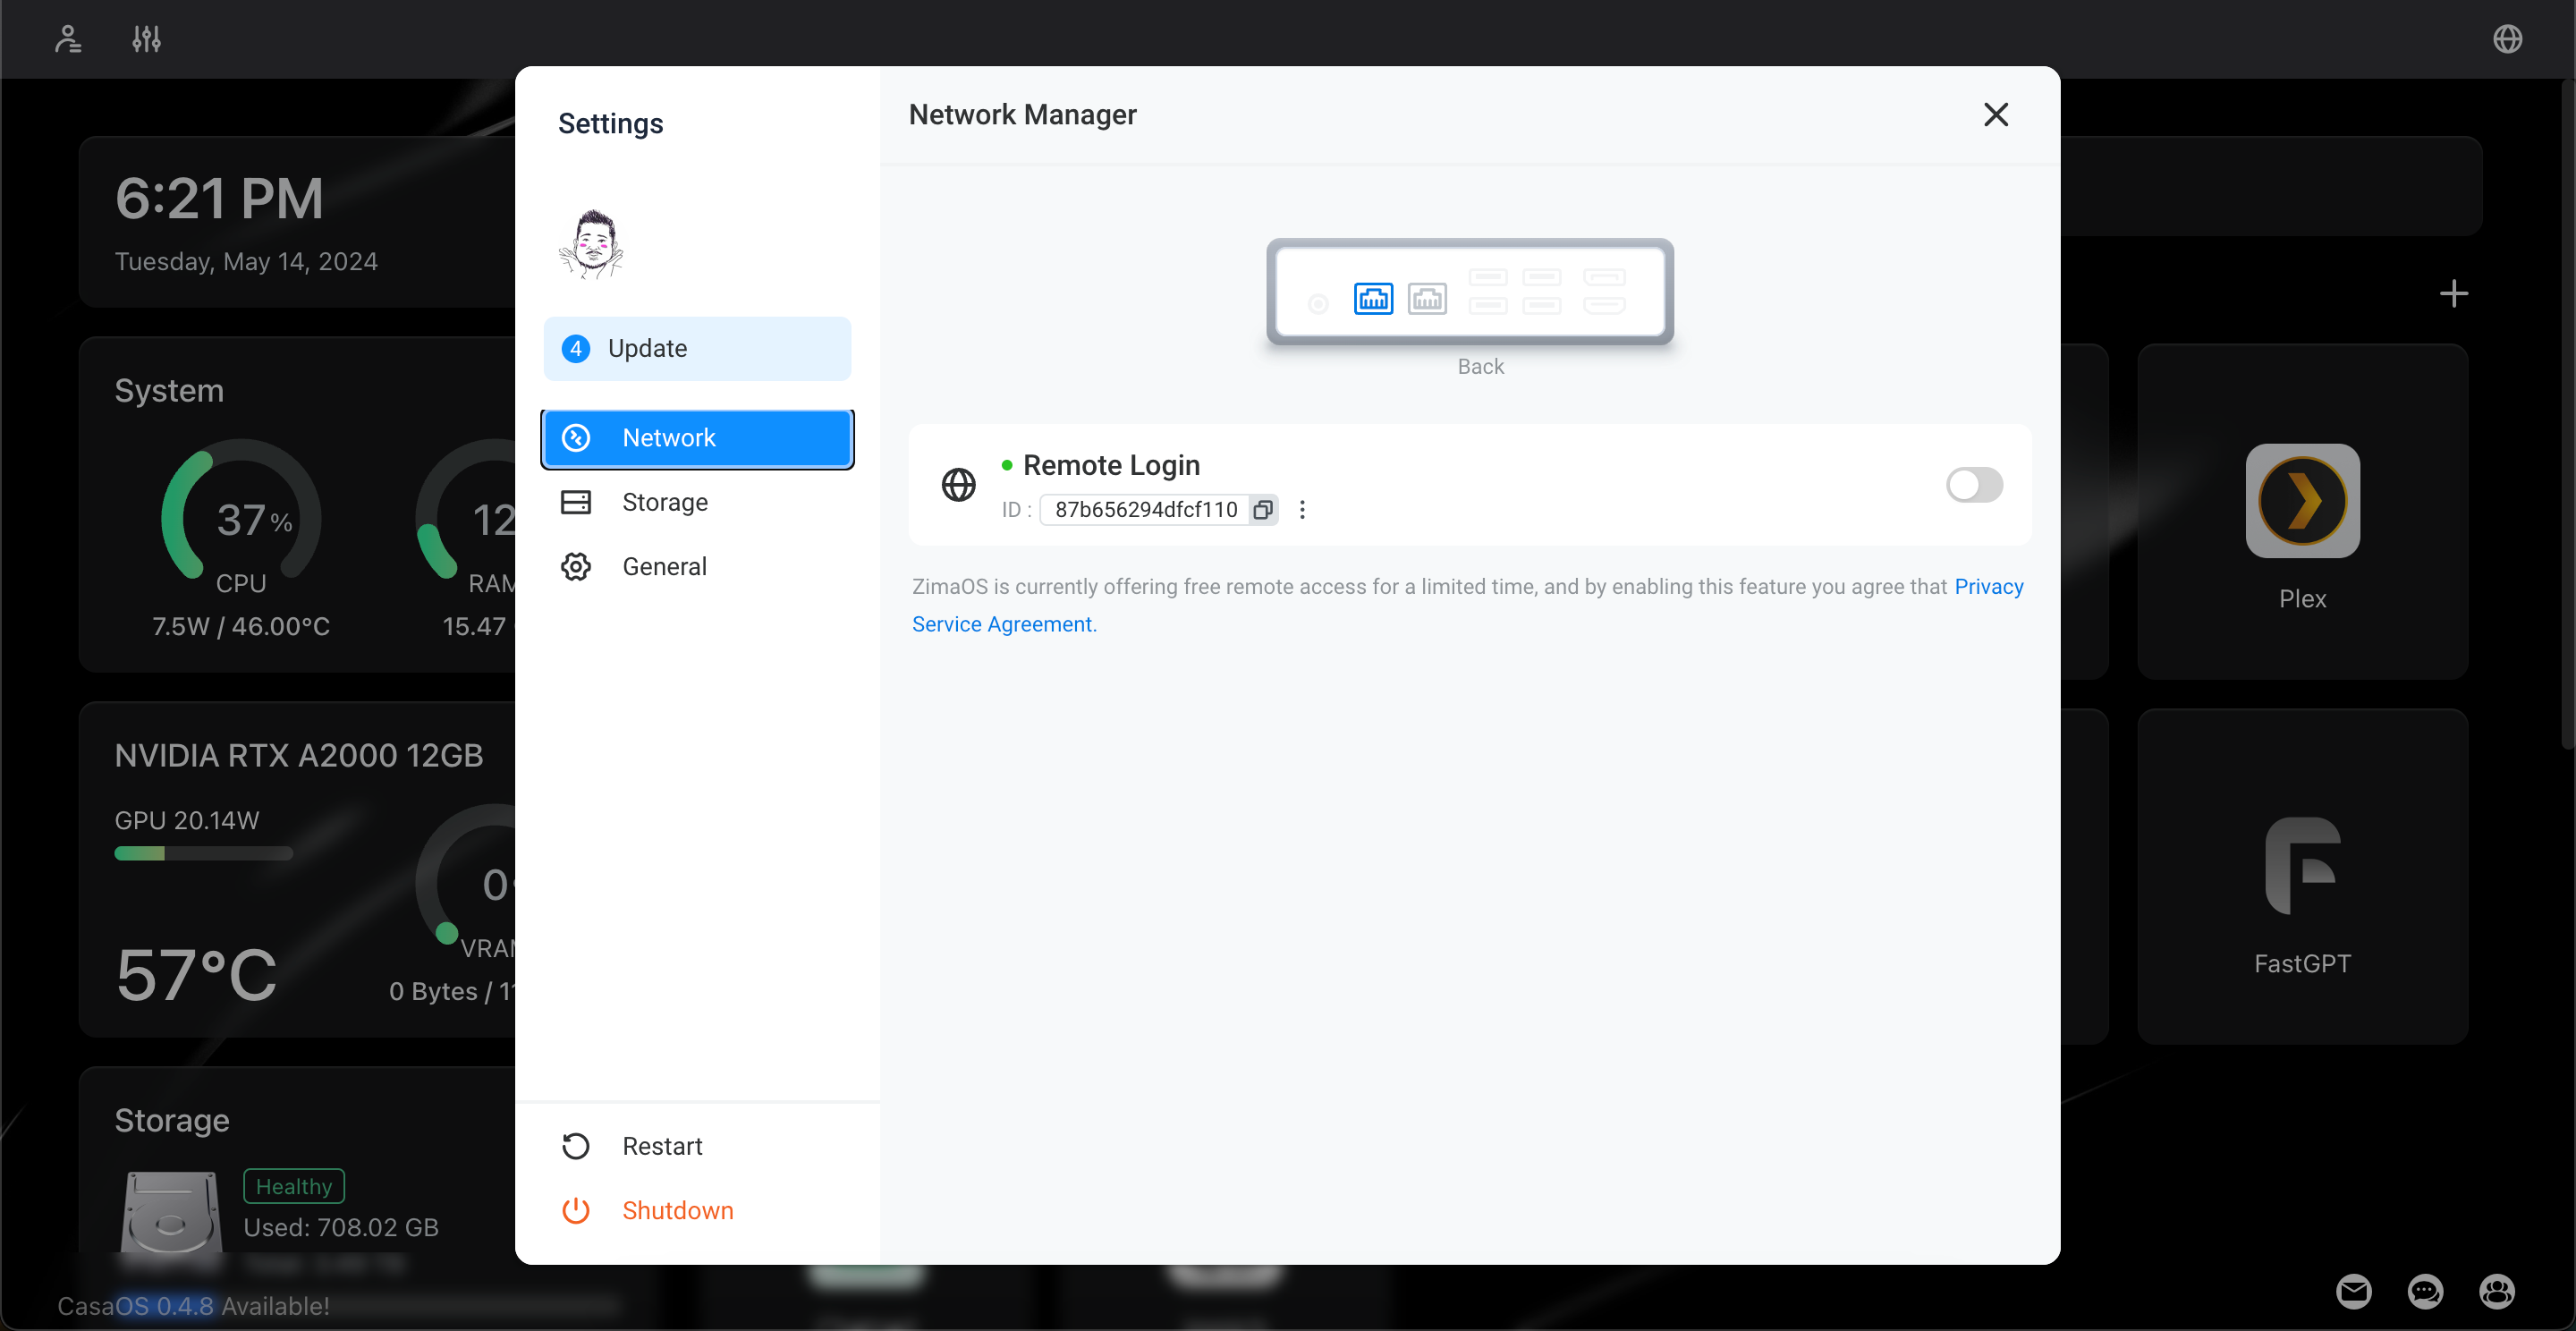 6:21 PM
Tuesday, May 14, 2024
System
37%
CPU
7.5W / 46.00°C
12
RAM
15.47
NVIDIA RTX A2000 12GB
GPU 20.14W
57°C
0
VRAM
0 Bytes / 11
Storage
Healthy
Used: 708.02 GB
CasaOS 0.4.8 Available!
Settings
4 Update
Network
Storage
General
Restart
Shutdown
Network Manager
Back
Remote Login
ID : 87b656294dfcf110
ZimaOS is currently offering free remote access for a limited time, and by enabling this feature you agree that Privacy
Service Agreement.
Plex
FastGPT